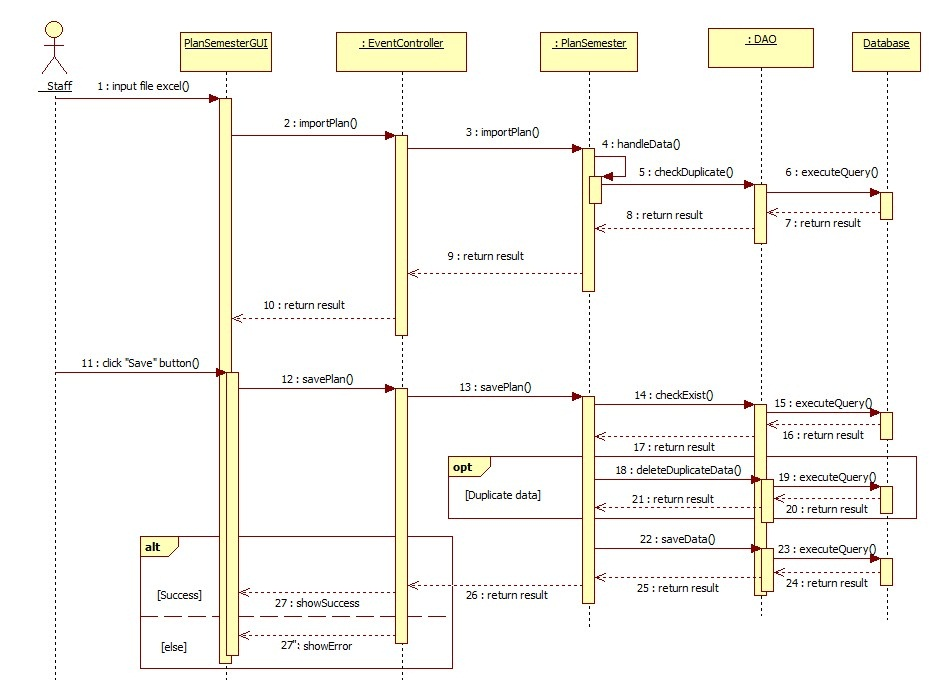 PlanSemesterGUI
: EventController
: PlanSemester
: DAO
Database
Staff
1 : input file excel()
2 : importPlan()
3 : importPlan()
4 : handleData()
5 : checkDuplicate()
6 : executeQuery()
7 : return result
8 : return result
9 : return result
10 : return result
11 : click "Save" button()
12 : savePlan()
13 : savePlan()
14 : checkExist()
15 : executeQuery()
16 : return result
17 : return result
opt
[Duplicate data]
18 : deleteDuplicateData()
19 : executeQuery()
20 : return result
21 : return result
22 : saveData()
23 : executeQuery()
24 : return result
25 : return result
26 : return result
alt
[Success]
27 : showSuccess
[else]
27": showError